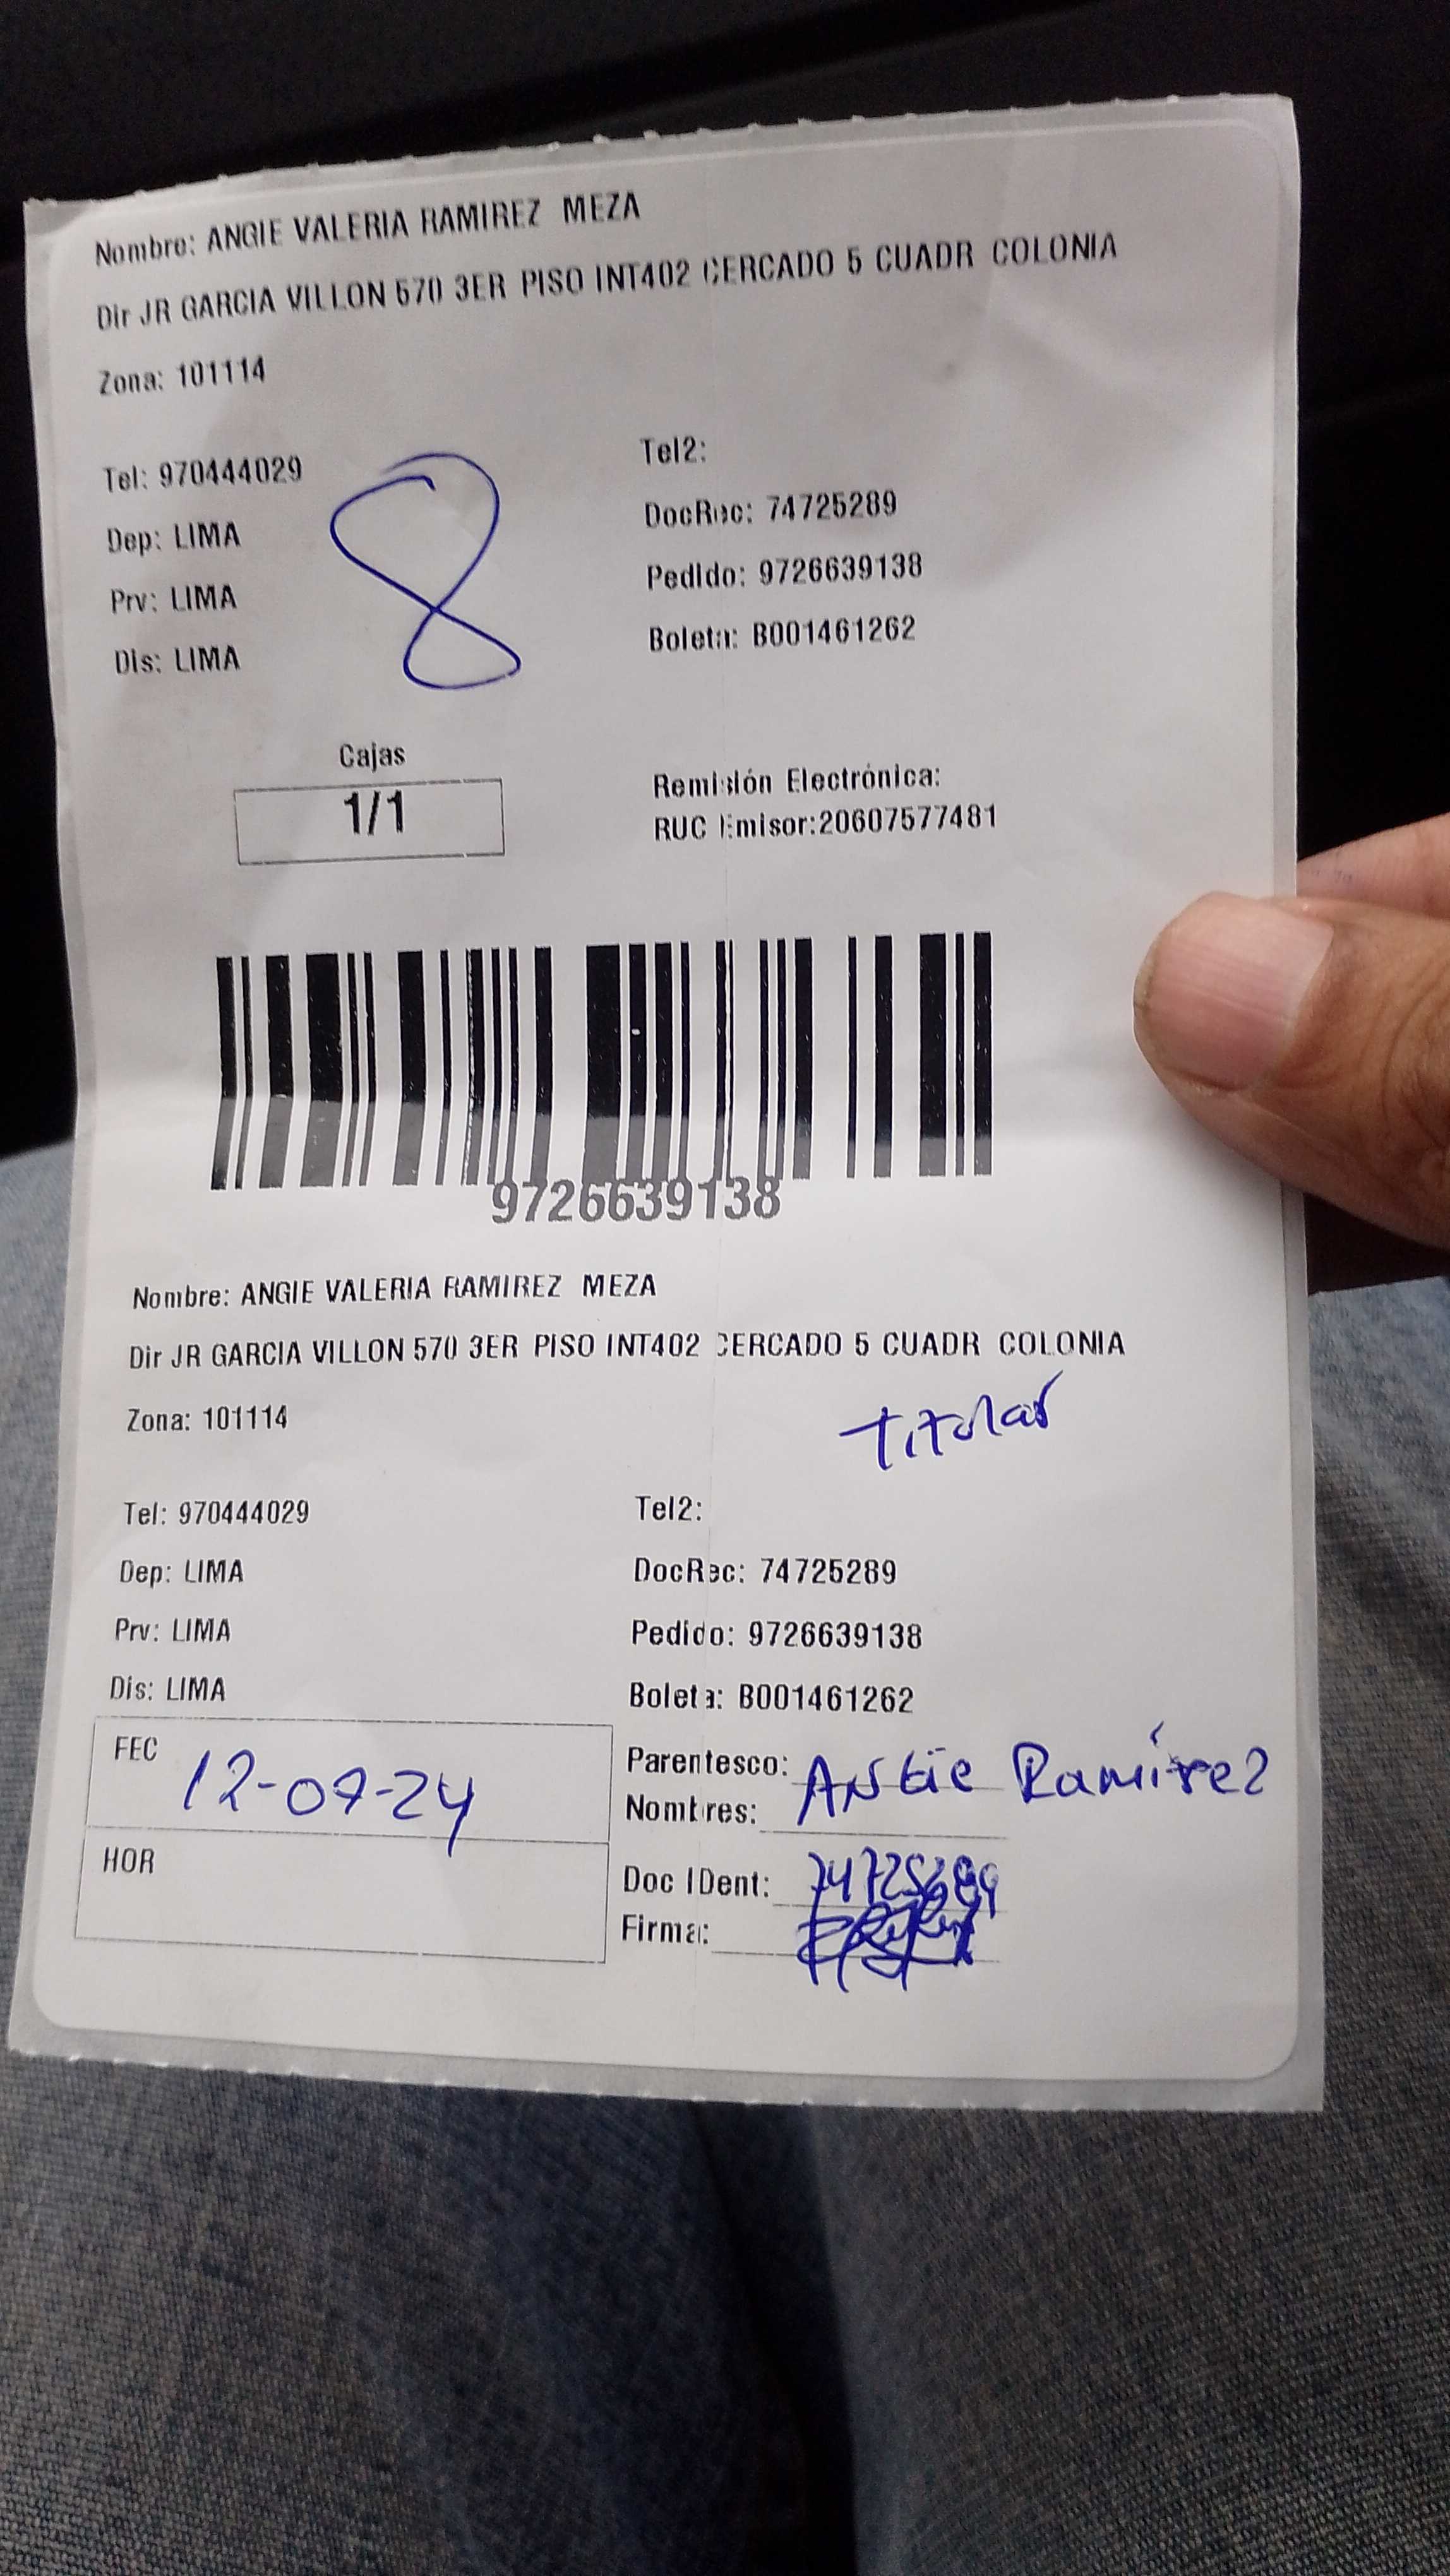 Nombre: ANGIE VALERIA RAMIREZ MEZA
Dir JR GARCIA VILLON 570 3ER PISO INT402 CERCADO 5 CUADR COLONIA
Zona: 101114
Tel: 970444029
Tel2:
Dep: LIMA
DocRec: 74725289
Prv: LIMA
Pedido: 9726639138
Dis: LIMA
Boleta: B001461262
8
Cajas
1/1
Remisión Electrónica:
RUC Emisor:20607577481
9726639138
Nombre: ANGIE VALERIA RAMIREZ MEZA
Dir JR GARCIA VILLON 570 3ER PISO INT402 CERCADO 5 CUADR COLONIA
Zona: 101114
Titular
Tel: 970444029
Tel2:
Dep: LIMA
DocRec: 74725289
Prv: LIMA
Pedido: 9726639138
Dis: LIMA
Boleta: B001461262
FEC 12-07-24
HOR
Parentesco:
Nombres: Angie Ramírez
Doc IDent:
Firma: